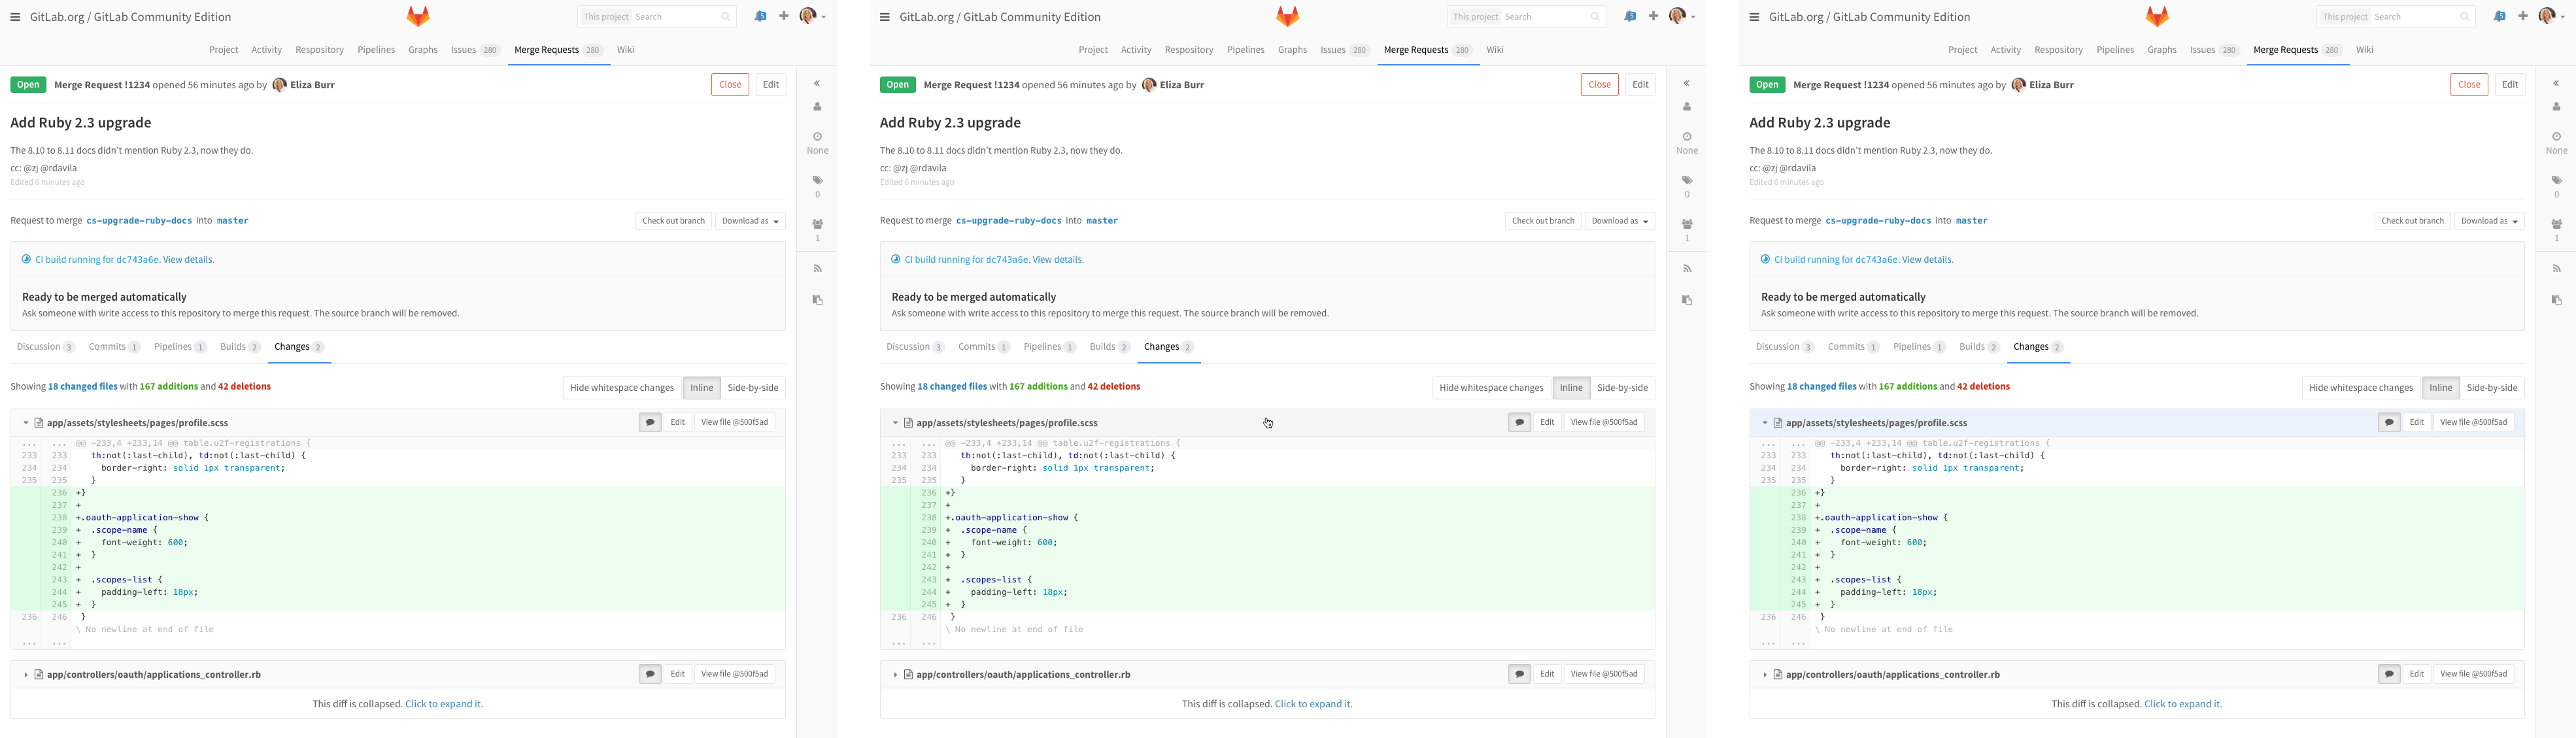 GitLab.org / GitLab Community Edition
This project Search
5
Project Activity Respository Pipelines Graphs Issues 280 Merge Requests 280 Wiki
Open Merge Request !1234 opened 56 minutes ago by Eliza Burr Close Edit
Add Ruby 2.3 upgrade
The 8.10 to 8.11 docs didn't mention Ruby 2.3, now they do.
None
cc: @zj @rdavila
Edited 6 minutes ago
0
Request to merge cs-upgrade-ruby-docs into master Check out branch Download as
1
CI build running for dc743a6e. View details.
Ready to be merged automatically
Ask someone with write access to this repository to merge this request. The source branch will be removed.
Discussion 3 Commits 1 Pipelines 1 Builds 2 Changes 2
Showing 18 changed files with 167 additions and 42 deletions Hide whitespace changes Inline Side-by-side
app/assets/stylesheets/pages/profile.scss Edit View file @500f5ad
... ... @@ -233,4 +233,14 @@ table.u2f-registrations {
233 233 th:not(:last-child), td:not(:last-child) {
234 234 border-right: solid 1px transparent;
235 235 }
236 +}
237 +
238 +.oauth-application-show {
239 + .scope-name {
240 + font-weight: 600;
241 + }
242 +
243 + .scopes-list {
244 + padding-left: 18px;
245 + }
236 246 }
\ No newline at end of file
... ...
app/controllers/oauth/applications_controller.rb Edit View file @500f5ad
This diff is collapsed. Click to expand it.
GitLab.org / GitLab Community Edition
This project Search
5
Project Activity Respository Pipelines Graphs Issues 280 Merge Requests 280 Wiki
Open Merge Request !1234 opened 56 minutes ago by Eliza Burr Close Edit
Add Ruby 2.3 upgrade
The 8.10 to 8.11 docs didn't mention Ruby 2.3, now they do.
None
cc: @zj @rdavila
Edited 6 minutes ago
0
Request to merge cs-upgrade-ruby-docs into master Check out branch Download as
1
CI build running for dc743a6e. View details.
Ready to be merged automatically
Ask someone with write access to this repository to merge this request. The source branch will be removed.
Discussion 3 Commits 1 Pipelines 1 Builds 2 Changes 2
Showing 18 changed files with 167 additions and 42 deletions Hide whitespace changes Inline Side-by-side
app/assets/stylesheets/pages/profile.scss Edit View file @500f5ad
... ... @@ -233,4 +233,14 @@ table.u2f-registrations {
233 233 th:not(:last-child), td:not(:last-child) {
234 234 border-right: solid 1px transparent;
235 235 }
236 +}
237 +
238 +.oauth-application-show {
239 + .scope-name {
240 + font-weight: 600;
241 + }
242 +
243 + .scopes-list {
244 + padding-left: 18px;
245 + }
236 246 }
\ No newline at end of file
... ...
app/controllers/oauth/applications_controller.rb Edit View file @500f5ad
This diff is collapsed. Click to expand it.
GitLab.org / GitLab Community Edition
This project Search
5
Project Activity Respository Pipelines Graphs Issues 280 Merge Requests 280 Wiki
Open Merge Request !1234 opened 56 minutes ago by Eliza Burr Close Edit
Add Ruby 2.3 upgrade
The 8.10 to 8.11 docs didn't mention Ruby 2.3, now they do.
None
cc: @zj @rdavila
Edited 6 minutes ago
0
Request to merge cs-upgrade-ruby-docs into master Check out branch Download as
1
CI build running for dc743a6e. View details.
Ready to be merged automatically
Ask someone with write access to this repository to merge this request. The source branch will be removed.
Discussion 3 Commits 1 Pipelines 1 Builds 2 Changes 2
Showing 18 changed files with 167 additions and 42 deletions Hide whitespace changes Inline Side-by-side
app/assets/stylesheets/pages/profile.scss Edit View file @500f5ad
... ... @@ -233,4 +233,14 @@ table.u2f-registrations {
233 233 th:not(:last-child), td:not(:last-child) {
234 234 border-right: solid 1px transparent;
235 235 }
236 +}
237 +
238 +.oauth-application-show {
239 + .scope-name {
240 + font-weight: 600;
241 + }
242 +
243 + .scopes-list {
244 + padding-left: 18px;
245 + }
236 246 }
\ No newline at end of file
... ...
app/controllers/oauth/applications_controller.rb Edit View file @500f5ad
This diff is collapsed. Click to expand it.